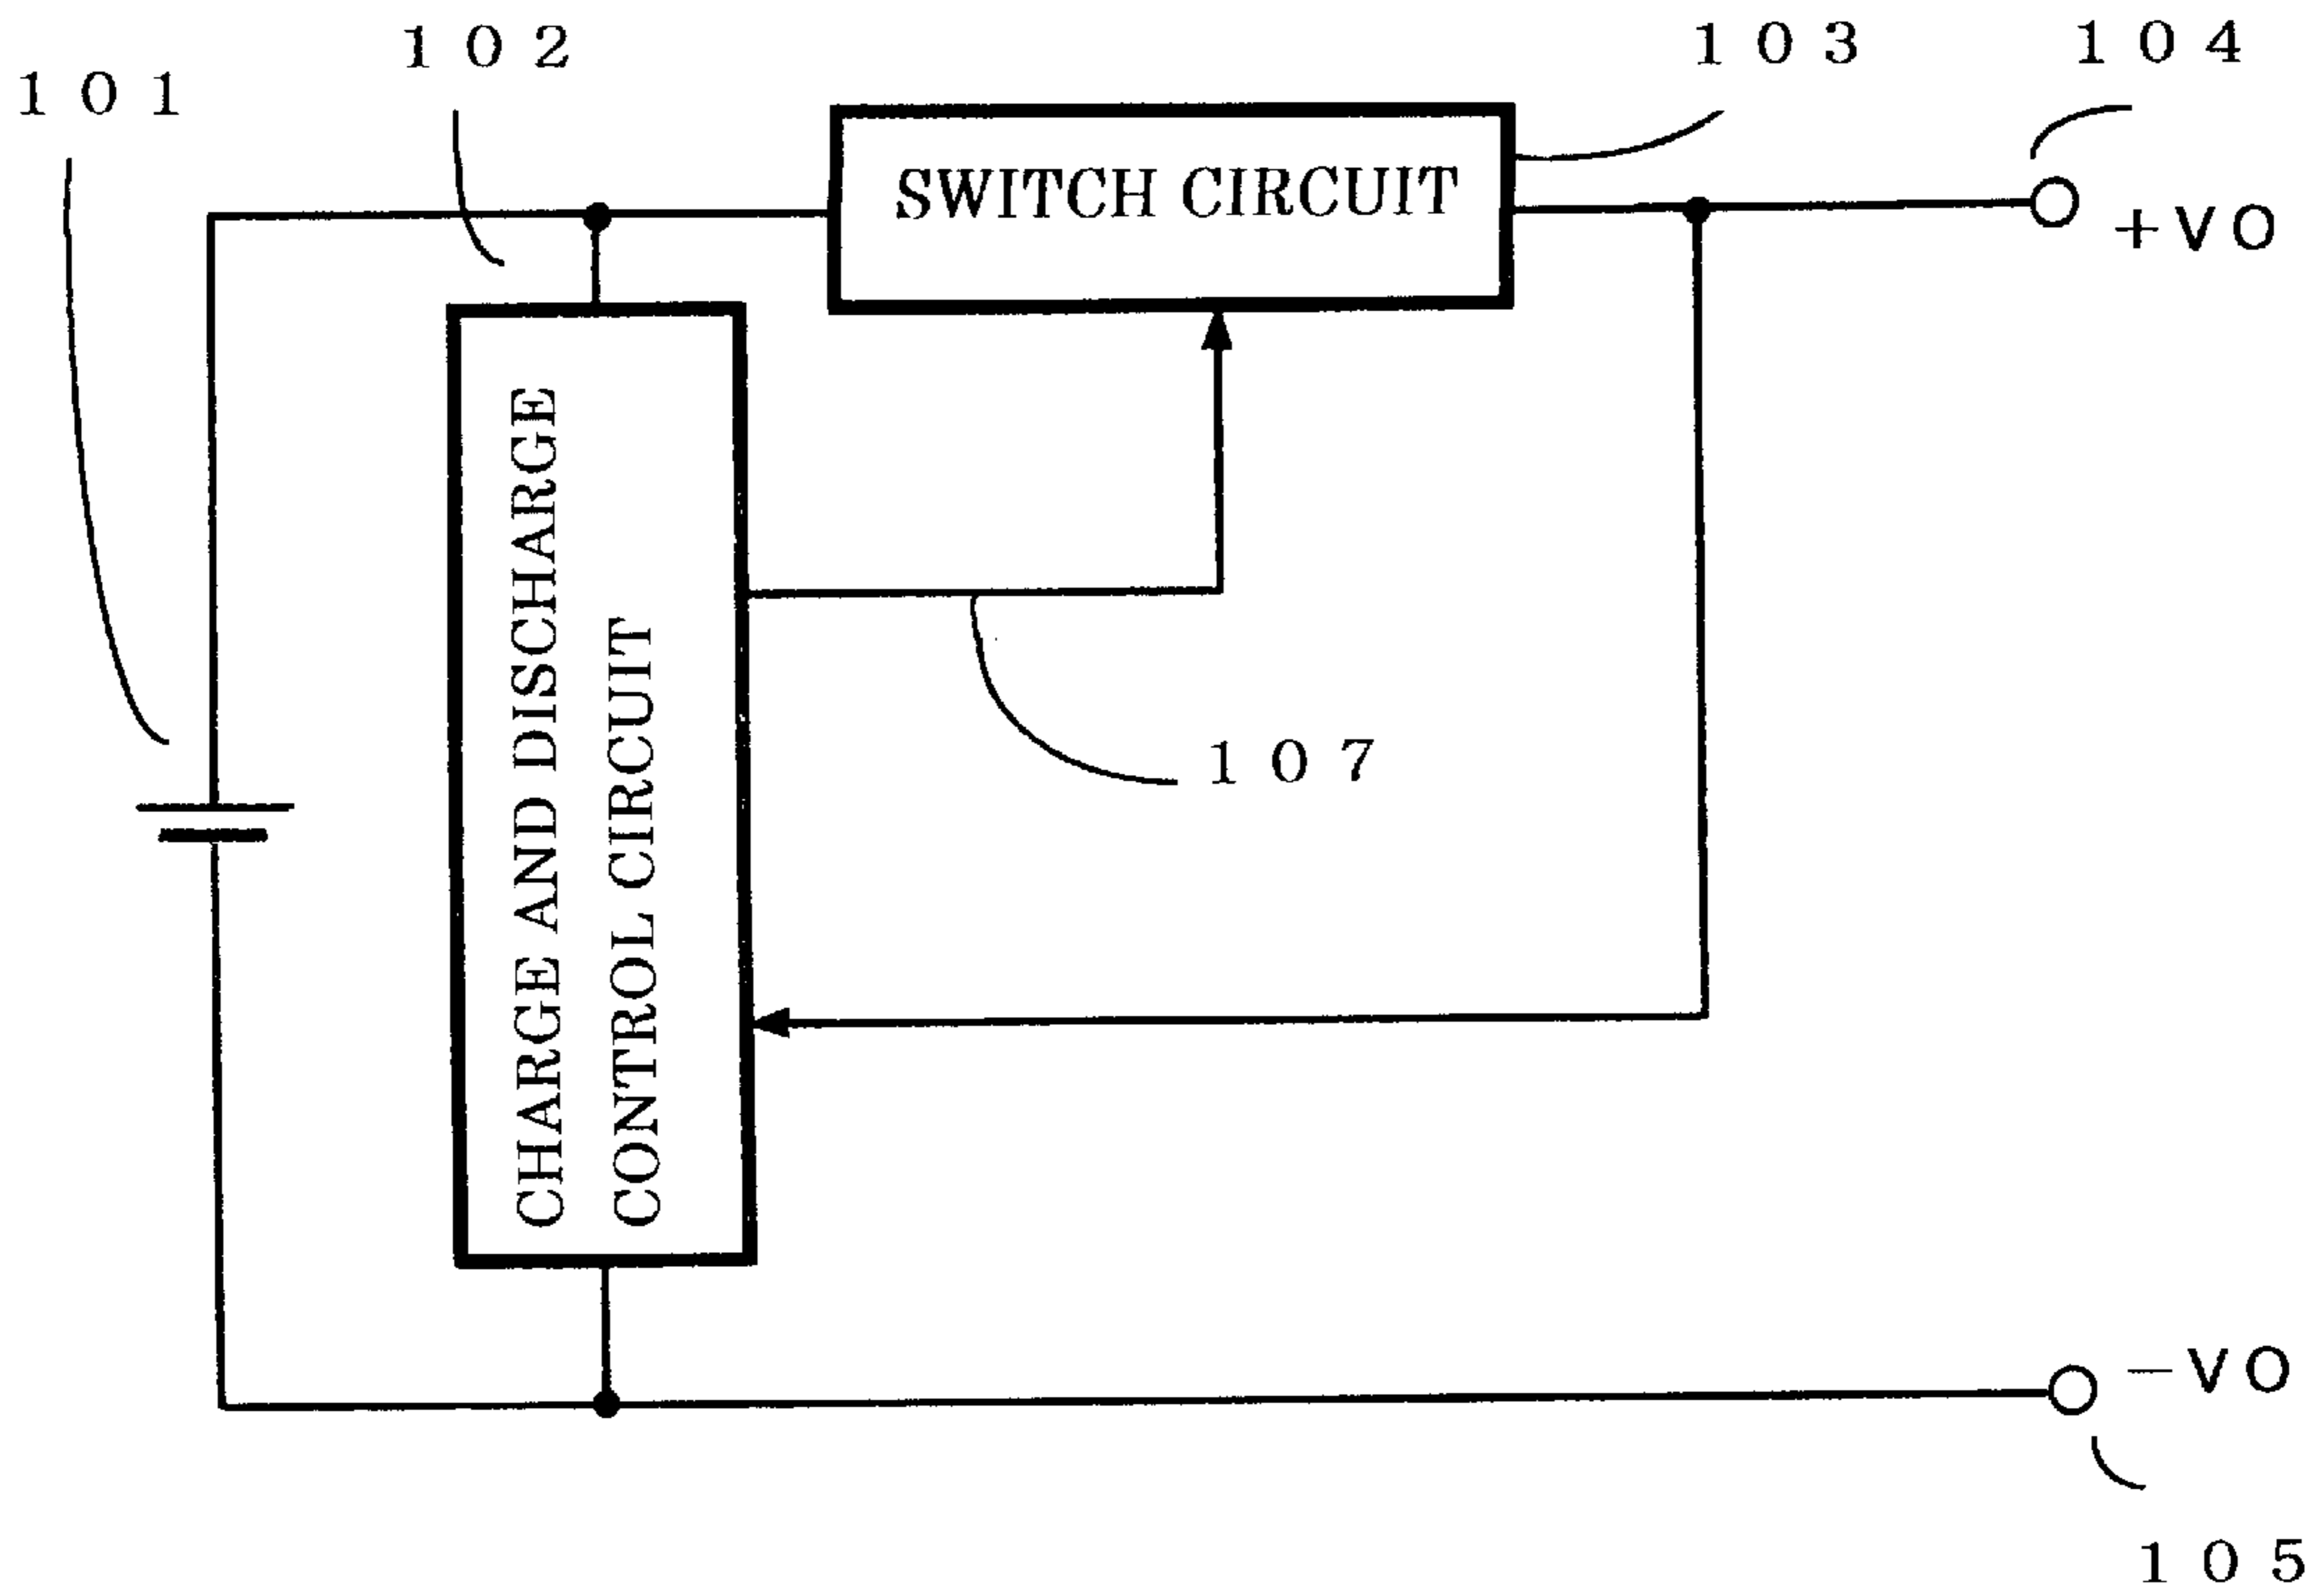 101
102
103
104
SWITCH CIRCUIT
+VO
CHARGE AND DISCHARGE
CONTROL CIRCUIT
107
−VO
105